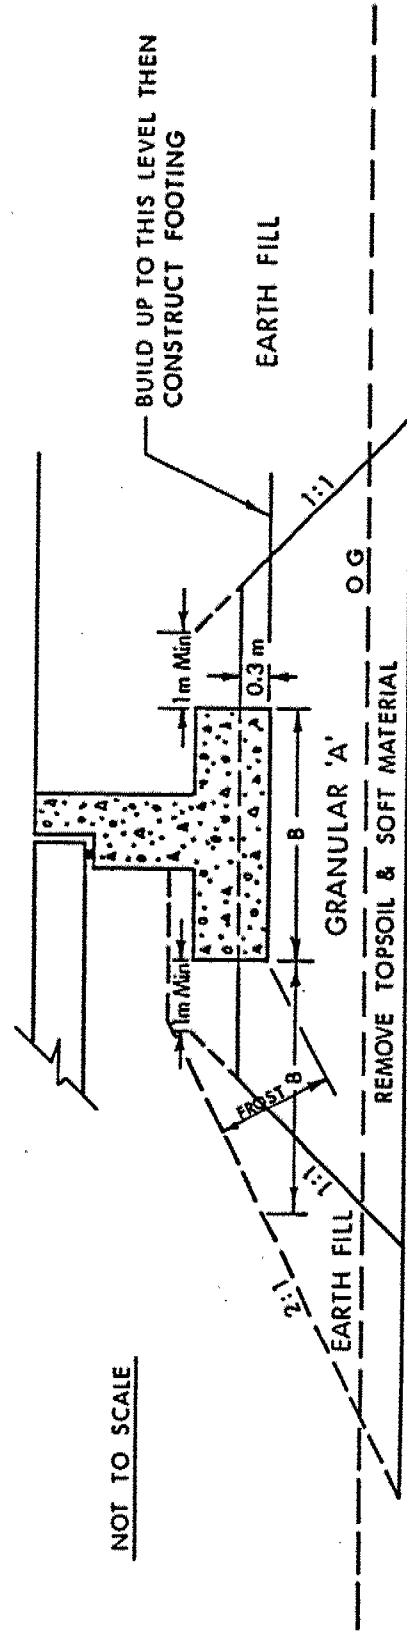 NOT TO SCALE
BUILD UP TO THIS LEVEL THEN
CONSTRUCT FOOTING
1m Min
1m Min
0.3 m
EARTH FILL
1:1
B
FROST
B
GRANULAR 'A'
O G
2:1
1:1
EARTH FILL
REMOVE TOPSOIL & SOFT MATERIAL